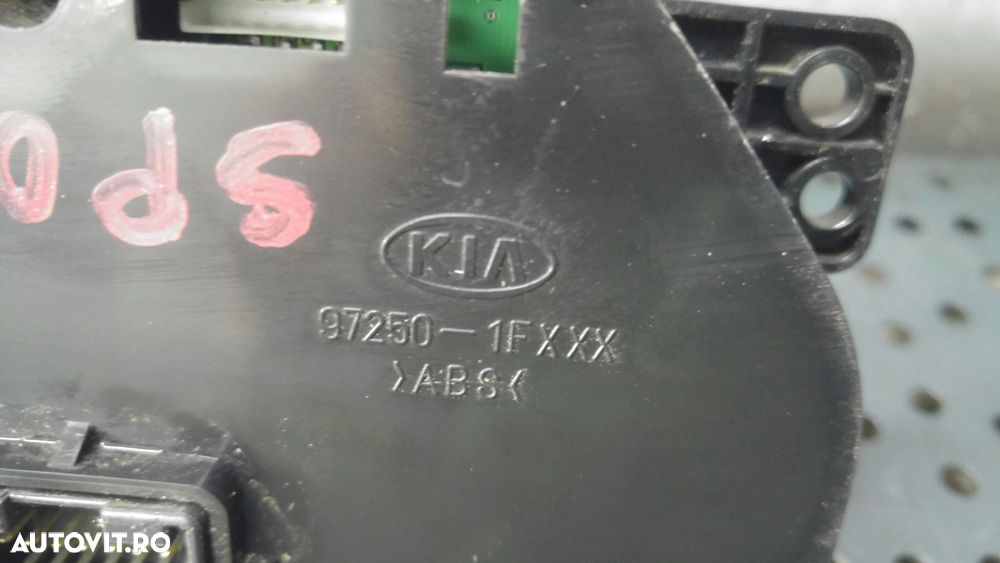 KIA
97250-1FXXX
>ABS<
AUTOVIT.RO